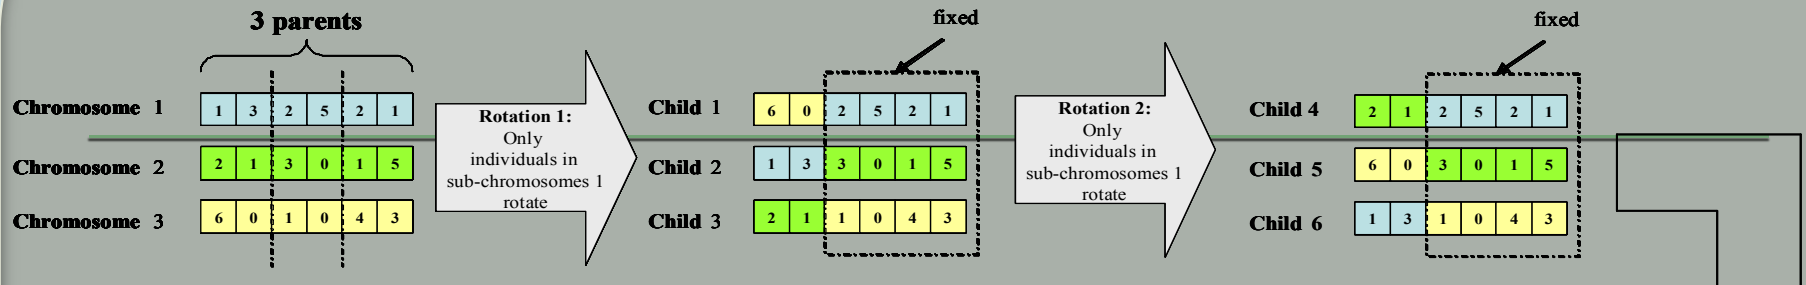 3 parents
Chromosome 1
1 3 2 5 2 1
Chromosome 2
2 1 3 0 1 5
Chromosome 3
6 0 1 0 4 3
Rotation 1:
Only
individuals in
sub-chromosomes 1
rotate
fixed
Child 1
6 0 2 5 2 1
Child 2
1 3 3 0 1 5
Child 3
2 1 1 0 4 3
Rotation 2:
Only
individuals in
sub-chromosomes 1
rotate
fixed
Child 4
2 1 2 5 2 1
Child 5
6 0 3 0 1 5
Child 6
1 3 1 0 4 3